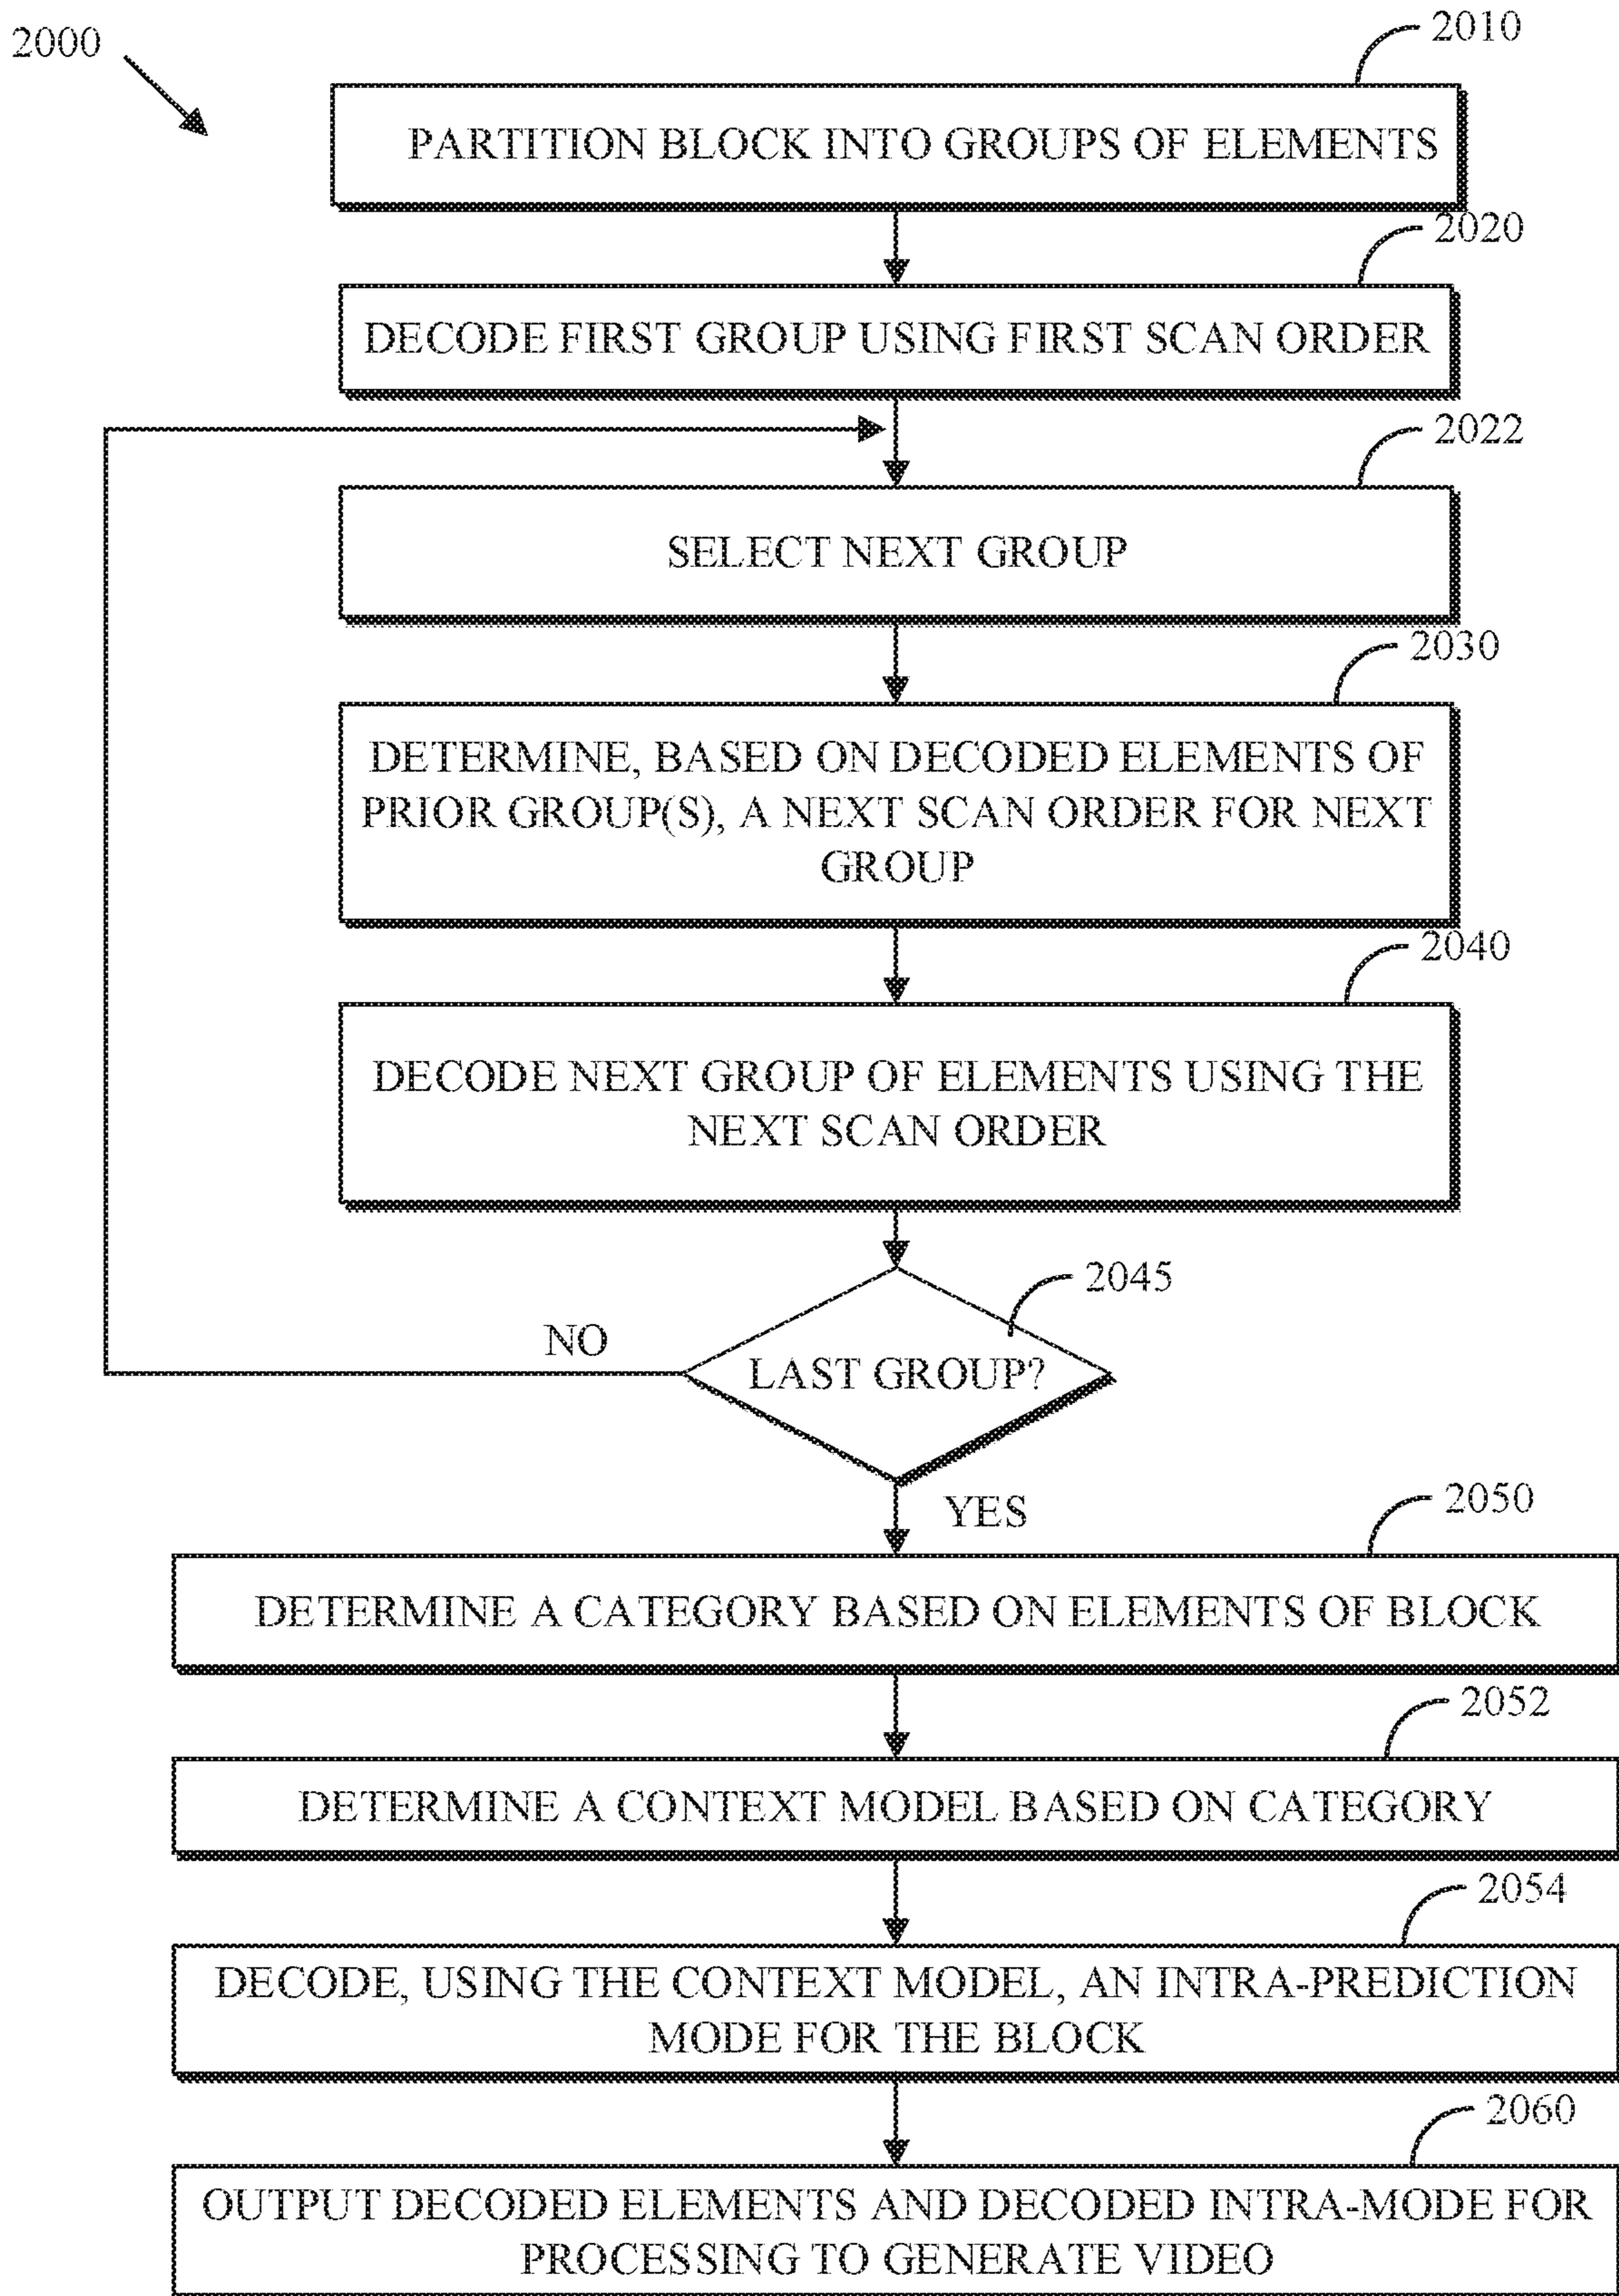 2000
2010
PARTITION BLOCK INTO GROUPS OF ELEMENTS
2020
DECODE FIRST GROUP USING FIRST SCAN ORDER
2022
SELECT NEXT GROUP
2030
DETERMINE, BASED ON DECODED ELEMENTS OF
PRIOR GROUP(S), A NEXT SCAN ORDER FOR NEXT
GROUP
2040
DECODE NEXT GROUP OF ELEMENTS USING THE
NEXT SCAN ORDER
2045
NO
LAST GROUP?
YES
2050
DETERMINE A CATEGORY BASED ON ELEMENTS OF BLOCK
2052
DETERMINE A CONTEXT MODEL BASED ON CATEGORY
2054
DECODE, USING THE CONTEXT MODEL, AN INTRA-PREDICTION
MODE FOR THE BLOCK
2060
OUTPUT DECODED ELEMENTS AND DECODED INTRA-MODE FOR
PROCESSING TO GENERATE VIDEO